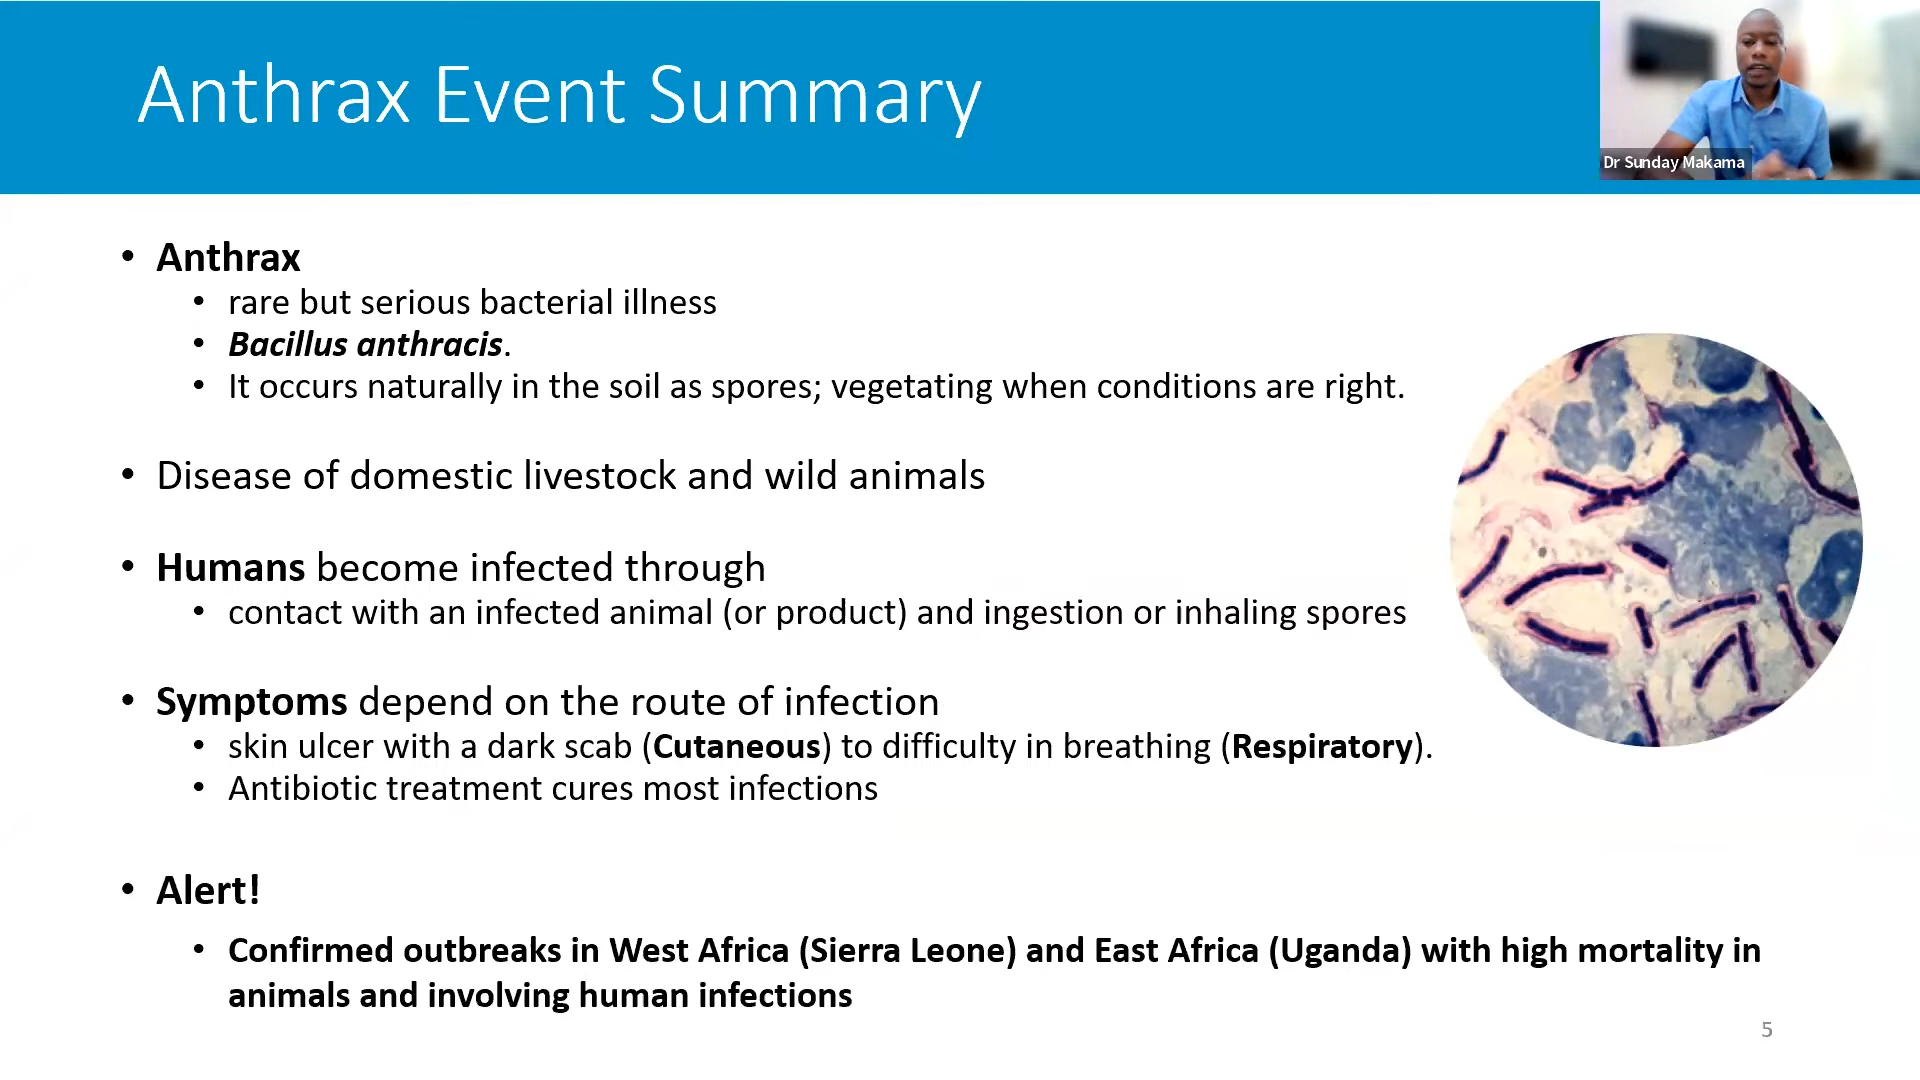 Anthrax Event Summary
Dr Sunday Makama
• Anthrax
• rare but serious bacterial illness
• Bacillus anthracis.
• It occurs naturally in the soil as spores; vegetating when conditions are right.
• Disease of domestic livestock and wild animals
• Humans become infected through
• contact with an infected animal (or product) and ingestion or inhaling spores
• Symptoms depend on the route of infection
• skin ulcer with a dark scab (Cutaneous) to difficulty in breathing (Respiratory).
• Antibiotic treatment cures most infections
• Alert!
• Confirmed outbreaks in West Africa (Sierra Leone) and East Africa (Uganda) with high mortality in
animals and involving human infections
5